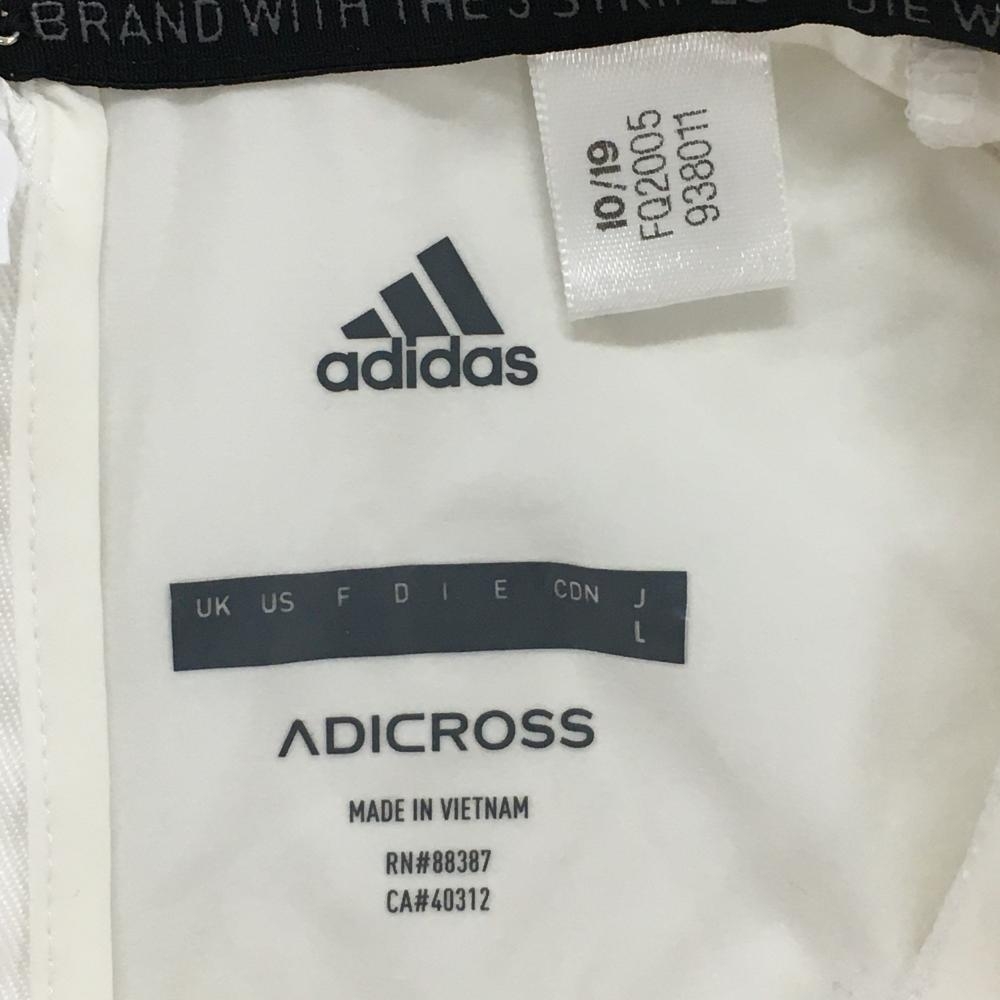 BRAND WITH THE 3 STRIPES DIE W
10/19
FQ2005
938011
adidas
UK US F D I E CDN J
L
ADICROSS
MADE IN VIETNAM
RN#88387
CA#40312